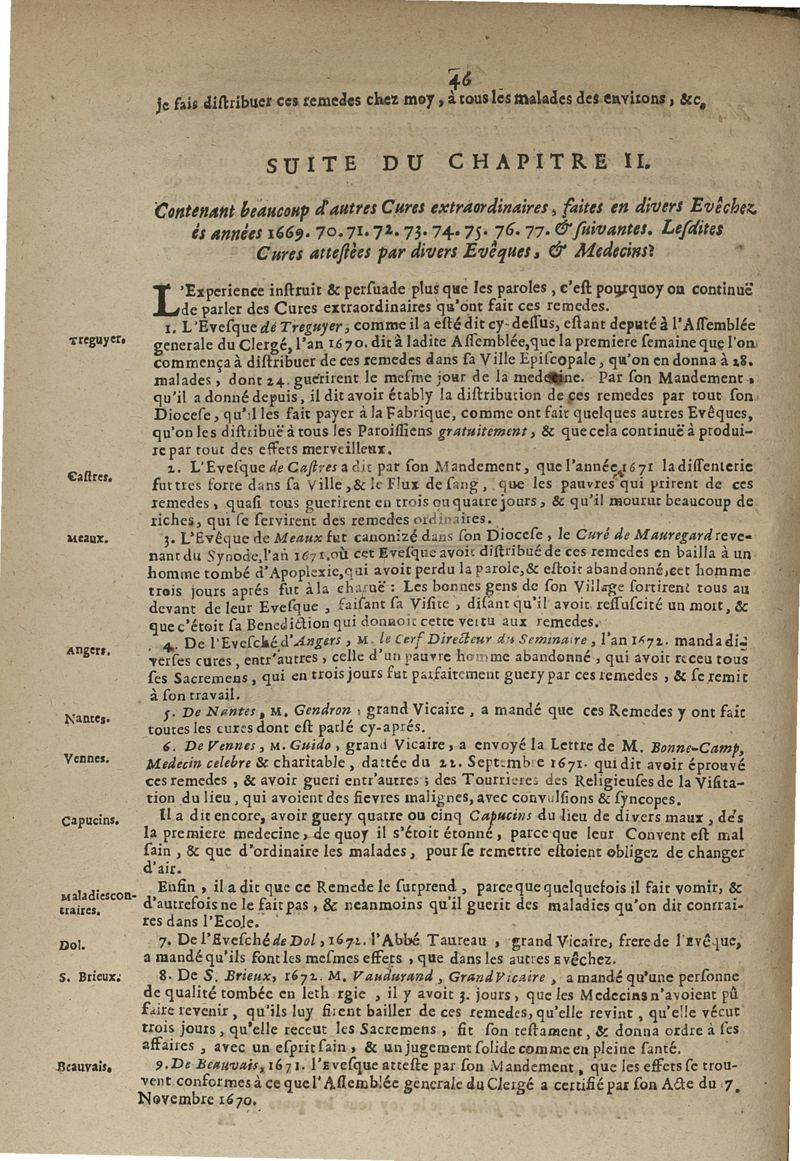 46
je fais distribuer ces remedes chez moy, à tous les malades des environs, &c.
SUITE DU CHAPITRE II.
Contenant beaucoup d'autres Cures extraordinaires, faites en divers Evêchez
és années 1669. 70. 71. 72. 73. 74. 75. 76. 77. & suivantes. Lesdites
Cures attestées par divers Evêques, & Medecins:
L'Experience instruit & persuade plus que les paroles, c'est pourquoy on continuë
de parler des Cures extraordinaires qu'ont fait ces remedes.
Treguyer.
1. L'Evesque de Treguyer, comme il a esté dit cy-dessus, estant deputé à l'Assemblée
generale du Clergé, l'an 1670. dit à ladite Assemblée, que la premiere semaine que l'on
commença à distribuer de ces remedes dans sa Ville Episcopale, qu'on en donna à 28.
malades, dont 24. guérirent le mesme jour de la medecine. Par son Mandement,
qu'il a donné depuis, il dit avoir étably la distribution de ces remedes par tout son
Diocese, qu'il les fait payer à la Fabrique, comme ont fait quelques autres Evêques,
qu'on les distribuë à tous les Paroissiens gratuitement, & que cela continuë à produi-
re par tout des effets merveilleux.
Castres.
2. L'Evesque de Castres a dit par son Mandement, que l'année 1671 la dissenterie
fut tres forte dans sa Ville, & le Flux de sang, que les pauvres qui prirent de ces
remedes, quasi tous guerirent en trois ou quatre jours, & qu'il mourut beaucoup de
riches, qui se servirent des remedes ordinaires.
Meaux.
3. L'Evêque de Meaux fut canonizé dans son Diocese, le Curé de Mauregard reve-
nant du Synode, l'an 1671. où cet Evesque avoit distribué de ces remedes en bailla à un
homme tombé d'Apoplexie, qui avoit perdu la parole, & estoit abandonné, cet homme
trois jours aprés fut à la charuë: Les bonnes gens de son Village sortirent tous au
devant de leur Evesque, faisant sa Visite, disant qu'il avoit ressuscité un mort, &
que c'étoit sa Benediction qui donnoit cette vertu aux remedes.
Angers.
4. De l'Evesché d'Angers, M. le Cerf Directeur du Seminaire, l'an 1672. manda di-
verses cures, entr'autres, celle d'un pauvre homme abandonné, qui avoit receu tous
ses Sacremens, qui en trois jours fut parfaitement guery par ces remedes, & se remit
à son travail.
Nantes.
5. De Nantes, M. Gendron, grand Vicaire, a mandé que ces Remedes y ont fait
toutes les cures dont est parlé cy-aprés.
Vennes.
6. De Vennes, M. Guido, grand Vicaire, a envoyé la Lettre de M. Bonne-Camp,
Medecin celebre & charitable, dattée du 22. Septembre 1671. qui dit avoir éprouvé
ces remedes, & avoir gueri entr'autres; des Tourrieres des Religieuses de la Visita-
tion du lieu, qui avoient des fievres malignes, avec convulsions & syncopes.
Capucins.
Il a dit encore, avoir guery quatre ou cinq Capucins du lieu de divers maux, dés
la premiere medecine, de quoy il s'étoit étonné, parce que leur Convent est mal
sain, & que d'ordinaire les malades, pour se remettre estoient obligez de changer
d'air.
Maladies con-
traires.
Enfin, il a dit que ce Remede le surprend, parce que quelquefois il fait vomir, &
d'autrefois ne le fait pas, & neanmoins qu'il guerit des maladies qu'on dit contrai-
res dans l'Ecole.
Dol.
7. De l'Evesché de Dol, 1672. l'Abbé Taureau, grand Vicaire, frere de l'Evêque,
a mandé qu'ils font les mesmes effets, que dans les autres Evêchez.
S. Brieux.
8. De S. Brieux, 1672. M. Vaudurand, Grand Vicaire, a mandé qu'une personne
de qualité tombée en leth rgie, il y avoit 3. jours, que les Medecins n'avoient pû
faire revenir, qu'ils luy firent bailler de ces remedes, qu'elle revint, qu'elle vécut
trois jours, qu'elle receut les Sacremens, fit son testament, & donna ordre à ses
affaires, avec un esprit sain, & un jugement solide comme en pleine santé.
Beauvais.
9. De Beauvais, 1671. l'Evesque atteste par son Mandement, que les effets se trou-
vent conformes à ce que l'Assemblée generale du Clergé a certifié par son Acte du 7.
Novembre 1670.